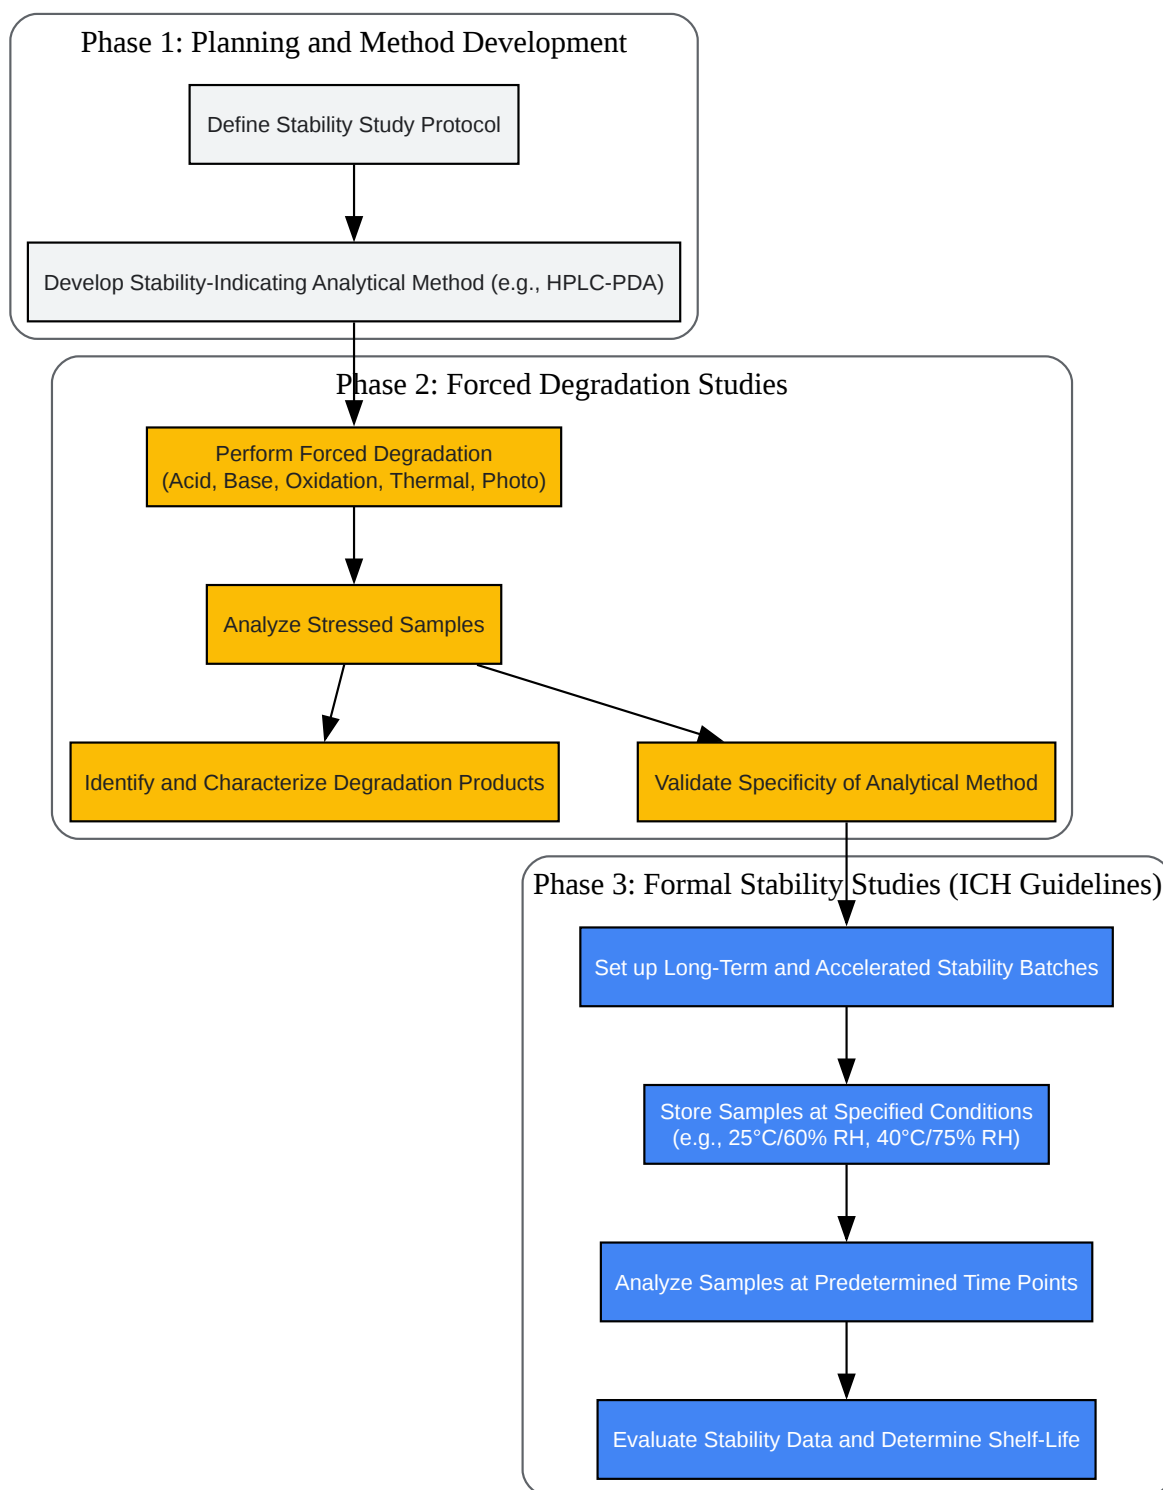 Phase 1: Planning and Method Development
Define Stability Study Protocol
Develop Stability-Indicating Analytical Method (e.g., HPLC-PDA)
Phase 2: Forced Degradation Studies
Perform Forced Degradation
(Acid, Base, Oxidation, Thermal, Photo)
Analyze Stressed Samples
Identify and Characterize Degradation Products
Validate Specificity of Analytical Method
Phase 3: Formal Stability Studies (ICH Guidelines)
Set up Long-Term and Accelerated Stability Batches
Store Samples at Specified Conditions
(e.g., 25°C/60% RH, 40°C/75% RH)
Analyze Samples at Predetermined Time Points
Evaluate Stability Data and Determine Shelf-Life